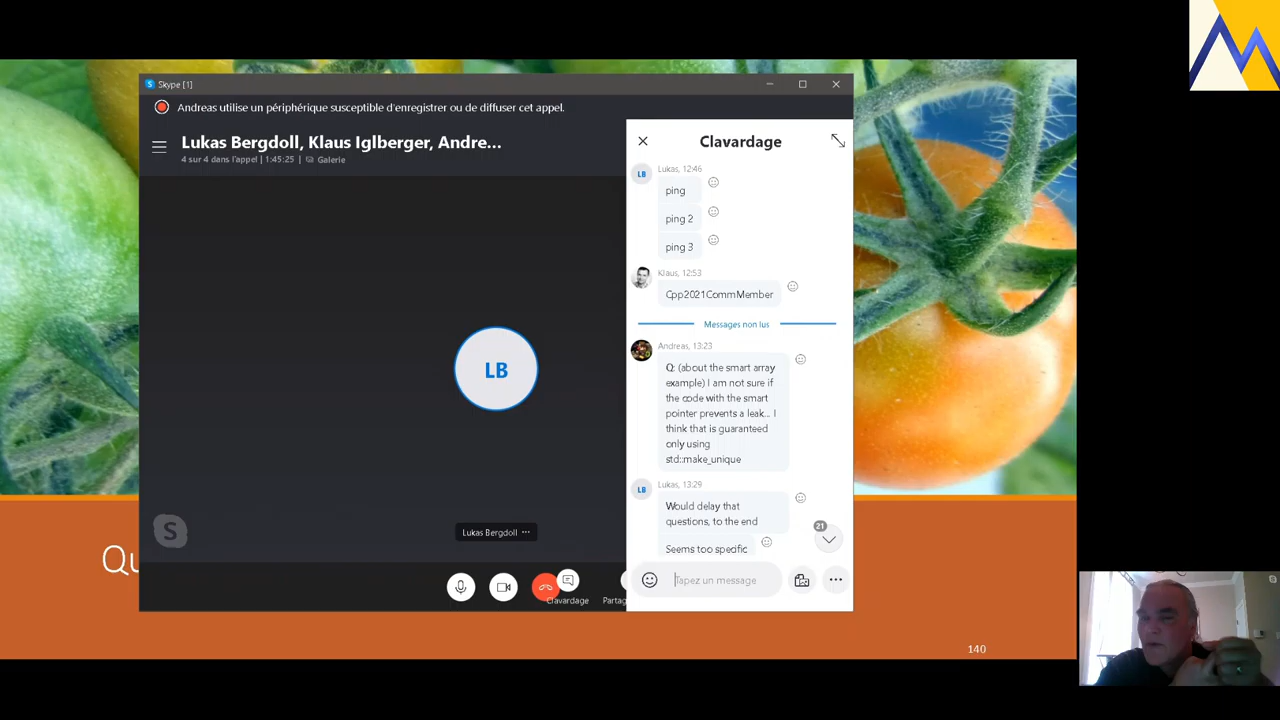 Skype [1]
Andreas utilise un périphérique susceptible d'enregistrer ou de diffuser cet appel.
Lukas Bergdoll, Klaus Iglberger, Andre...
4 sur 4 dans l'appel | 1:45:25 | Galerie
LB
Lukas Bergdoll ···
Clavardage
Partag
Clavardage
LB
Lukas, 12:46
ping
ping 2
ping 3
Klaus, 12:53
Cpp2021CommMember
Messages non lus
Andreas, 13:23
Q: (about the smart array
example) I am not sure if
the code with the smart
pointer prevents a leak... I
think that is guaranteed
only using
std::make_unique
LB
Lukas, 13:29
Would delay that
questions, to the end
Seems too specific
21
Tapez un message
Qu
140